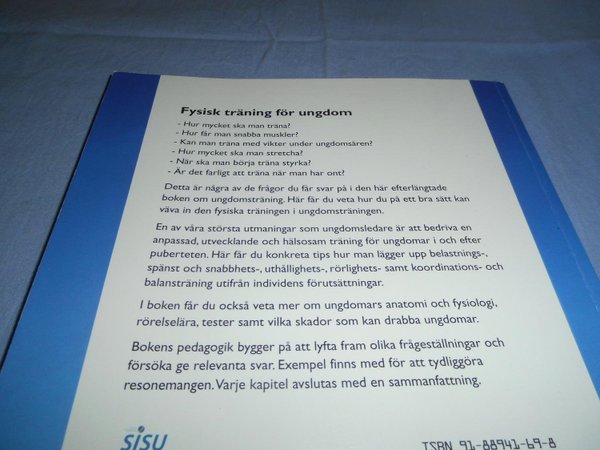 Fysisk träning för ungdom
- Hur mycket ska man träna?
- Hur får man snabba muskler?
- Kan man träna med vikter under ungdomsåren?
- Hur mycket ska man stretcha?
- När ska man börja träna styrka?
- Är det farligt att träna när man har ont?
Detta är några av de frågor du får svar på i den här efterlängtade
boken om ungdomsträning. Här får du veta hur du på ett bra sätt kan
väva in den fysiska träningen i ungdomsträningen.
En av våra största utmaningar som ungdomsledare är att bedriva en
anpassad, utvecklande och hälsosam träning för ungdomar i och efter
puberteten. Här får du konkreta tips hur man lägger upp belastnings-,
spänst och snabbhets-, uthållighets-, rörlighets- samt koordinations- och
balansträning utifrån individens förutsättningar.
I boken får du också veta mer om ungdomars anatomi och fysiologi,
rörelselära, tester samt vilka skador som kan drabba ungdomar.
Bokens pedagogik bygger på att lyfta fram olika frågeställningar och
försöka ge relevanta svar. Exempel finns med för att tydliggöra
resonemangen. Varje kapitel avslutas med en sammanfattning.
SISU
ISBN 91-88941-69-8